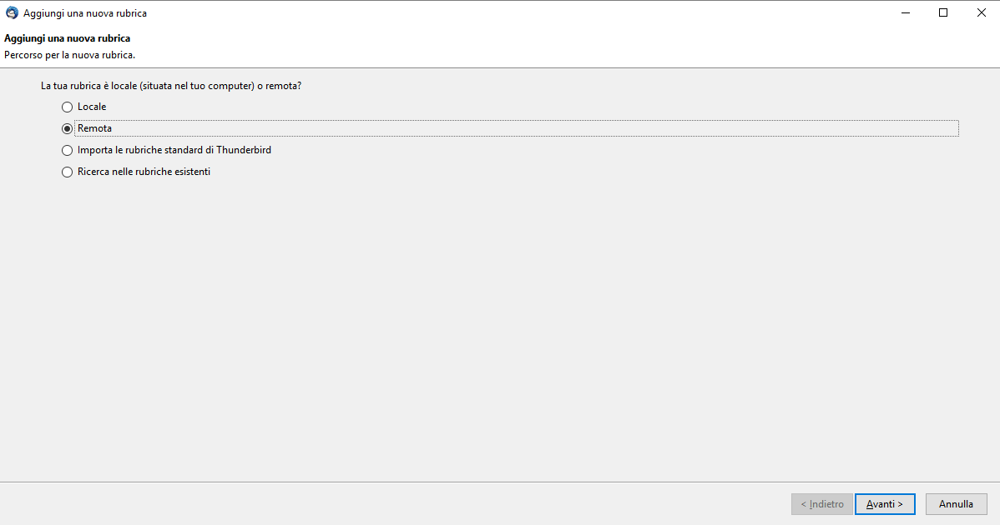 Aggiungi una nuova rubrica
Aggiungi una nuova rubrica
Percorso per la nuova rubrica.
La tua rubrica è locale (situata nel tuo computer) o remota?
Locale
Remota
Importa le rubriche standard di Thunderbird
Ricerca nelle rubriche esistenti
< Indietro Avanti > Annulla